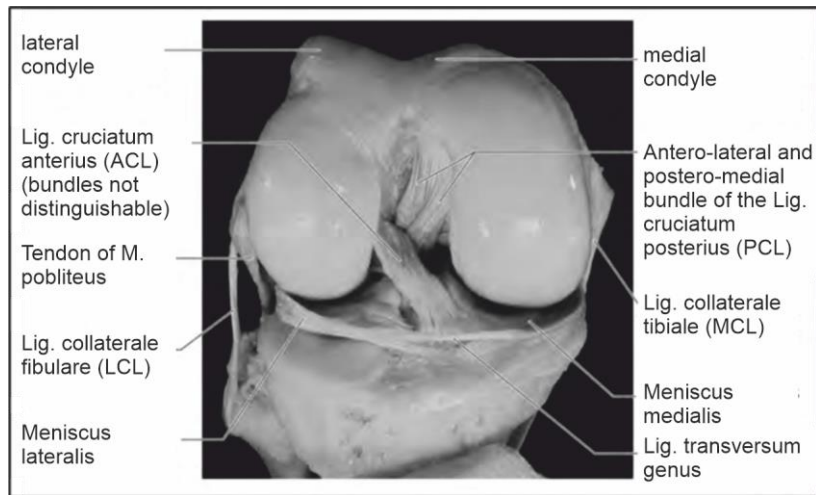 lateral
condyle
Lig. cruciatum
anterius (ACL)
(bundles not
distinguishable)
Tendon of M.
pobliteus
Lig. collaterale
fibulare (LCL)
Meniscus
lateralis
medial
condyle
Antero-lateral and
postero-medial
bundle of the Lig.
cruciatum
posterius (PCL)
Lig. collaterale
tibiale (MCL)
Meniscus
medialis
Lig. transversum
genus